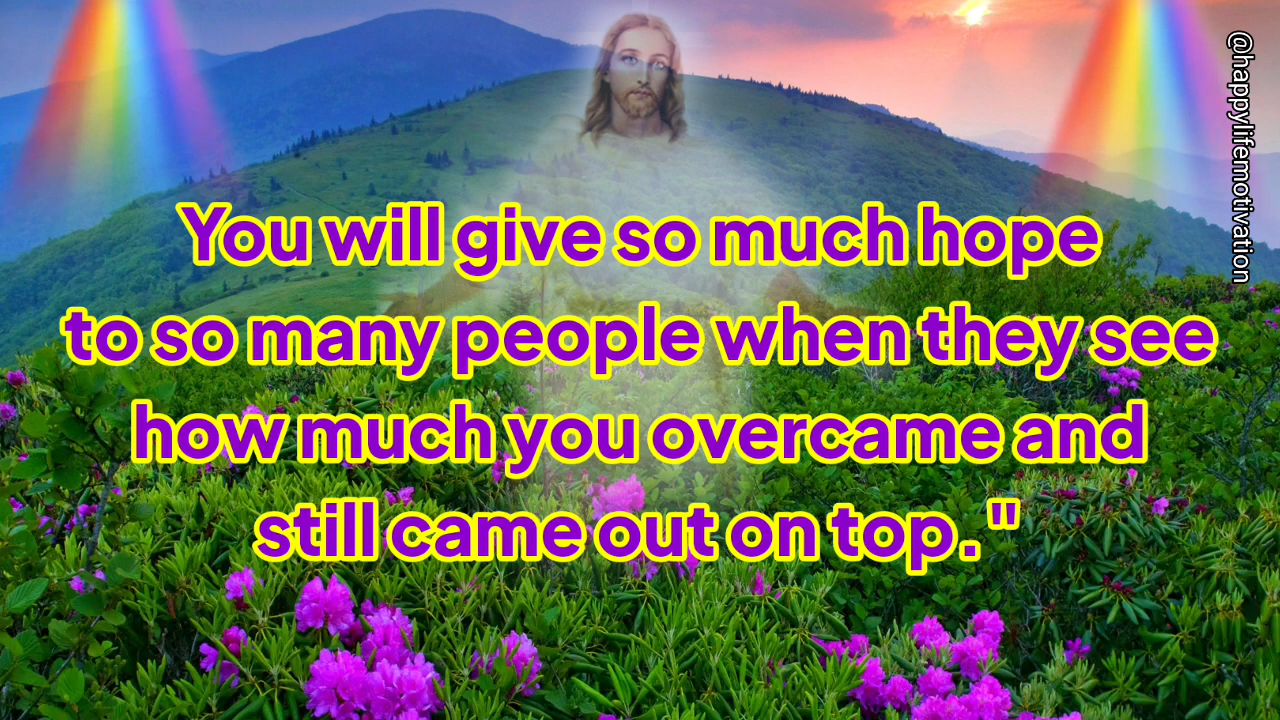 You will give so much hope
to so many people when they see
how much you overcame and
still came out on top."
@happylifemotivation